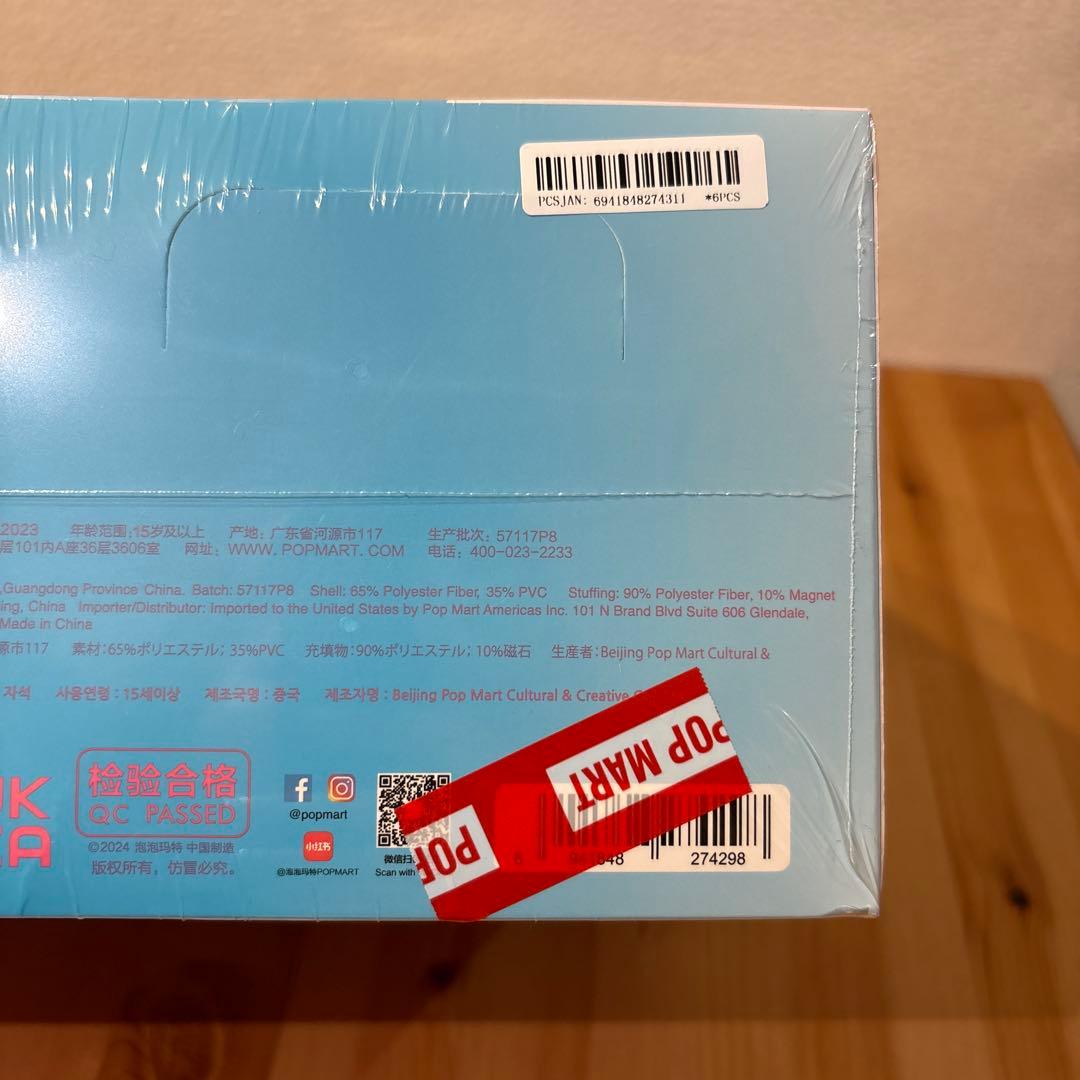 PCSJAN: 6941848274311 *6PCS
2023 年龄范围:15岁及以上 产地: 广东省河源市117 生产批次: 57117P8
层101内A座36层3606室 网址: WWW. POPMART. COM 电话: 400-023-2233
,Guangdong Province China. Batch: 57117P8 Shell: 65% Polyester Fiber, 35% PVC Stuffing: 90% Polyester Fiber, 10% Magnet
ing, China Importer/Distributor: Imported to the United States by Pop Mart Americas Inc. 101 N Brand Blvd Suite 606 Glendale,
Made in China
源市117 素材:65%ポリエステル; 35%PVC 充填物:90%ポリエステル; 10%磁石 生産者:Beijing Pop Mart Cultural &
자석 사용연령 : 15세이상 제조국명 : 중국 제조자명 : Beijing Pop Mart Cultural & Creative
POP MART
POP
UK
CA
检验合格
QC PASSED
©2024 泡泡玛特 中国制造
版权所有，仿冒必究。
@popmart
小红书
@泡泡玛特POPMART
微信扫
Scan with
6 941848 274298